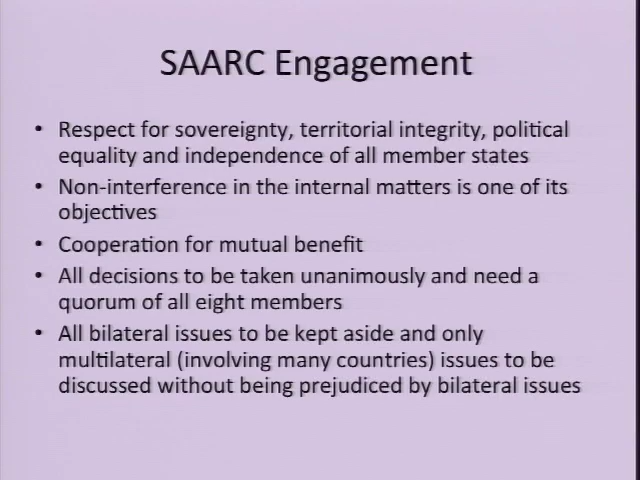 SAARC Engagement
• Respect for sovereignty, territorial integrity, political
equality and independence of all member states
• Non-interference in the internal matters is one of its
objectives
• Cooperation for mutual benefit
• All decisions to be taken unanimously and need a
quorum of all eight members
• All bilateral issues to be kept aside and only
multilateral (involving many countries) issues to be
discussed without being prejudiced by bilateral issues